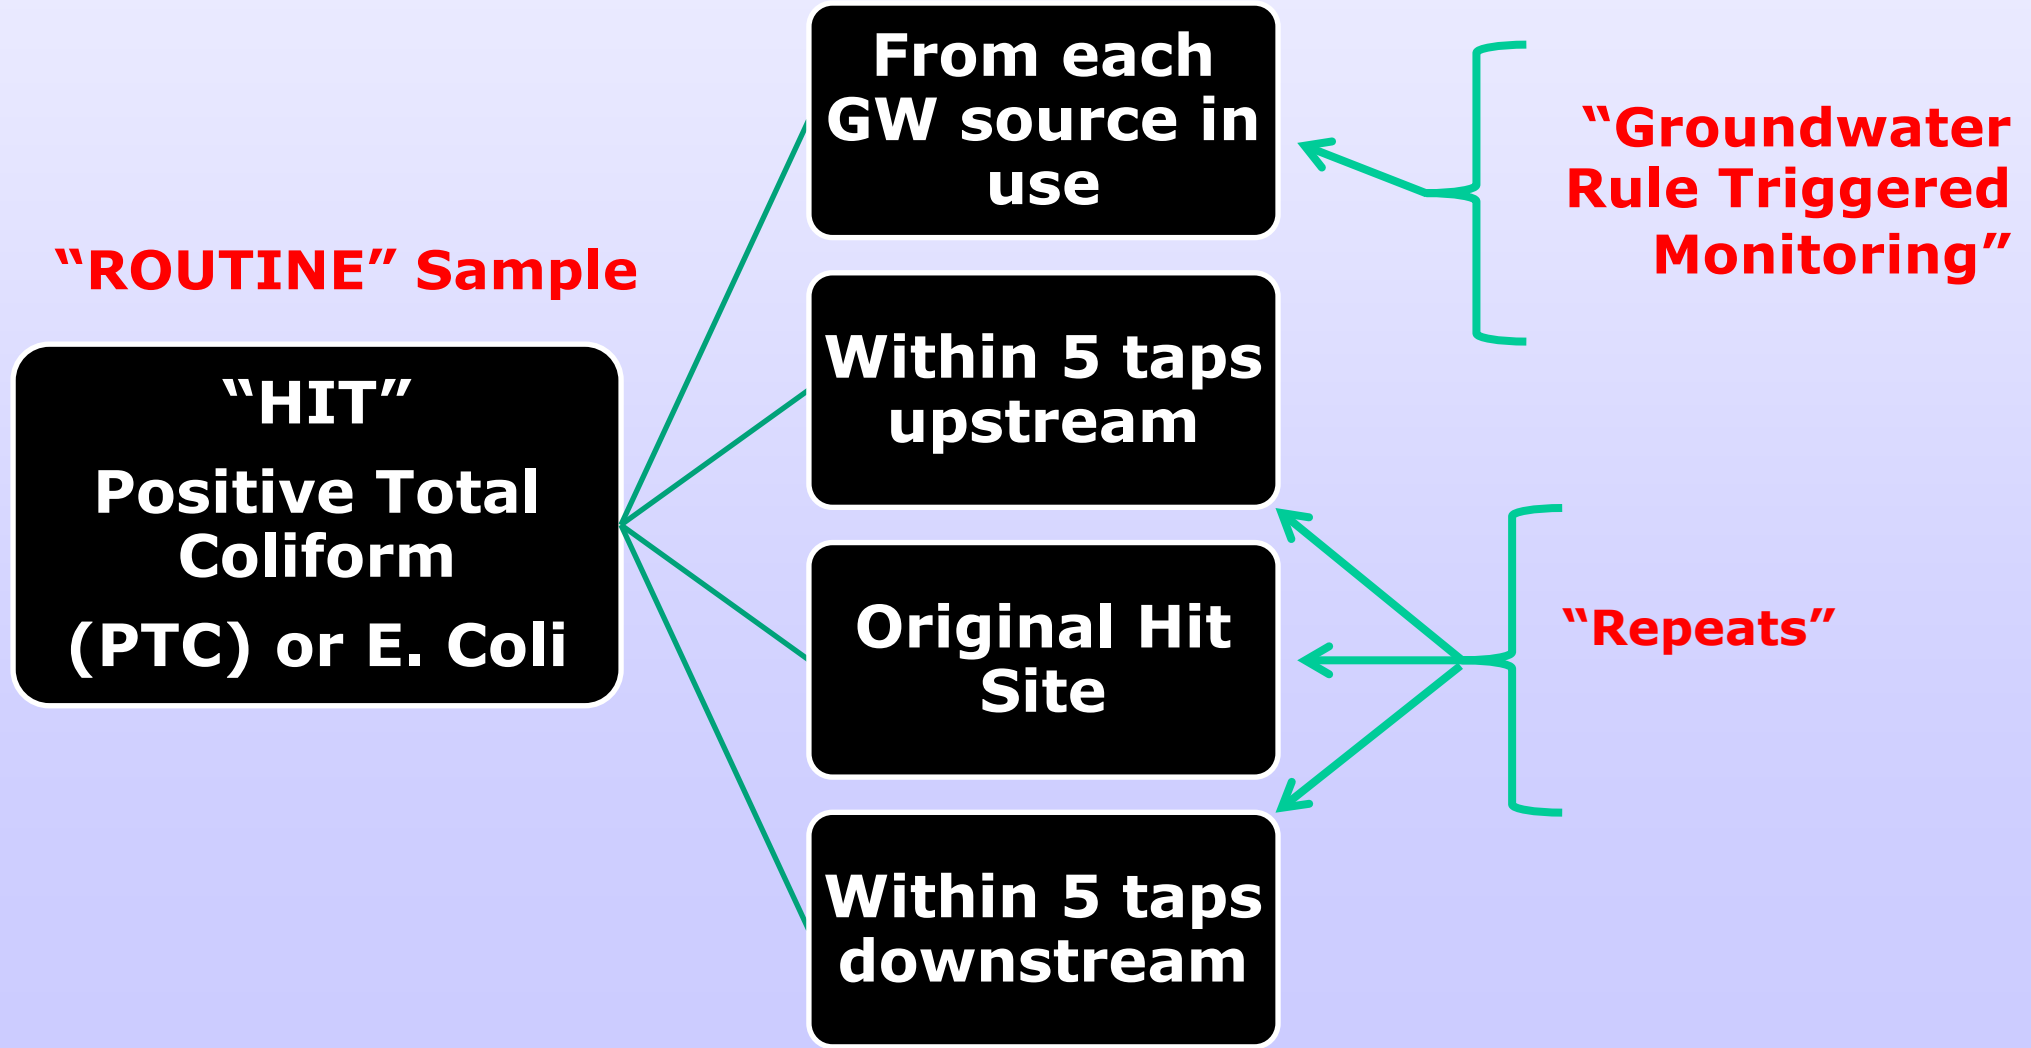 “ROUTINE” Sample
“HIT”
Positive Total
Coliform
(PTC) or E. Coli
From each
GW source in
use
Within 5 taps
upstream
Original Hit
Site
Within 5 taps
downstream
“Groundwater
Rule Triggered
Monitoring”
“Repeats”